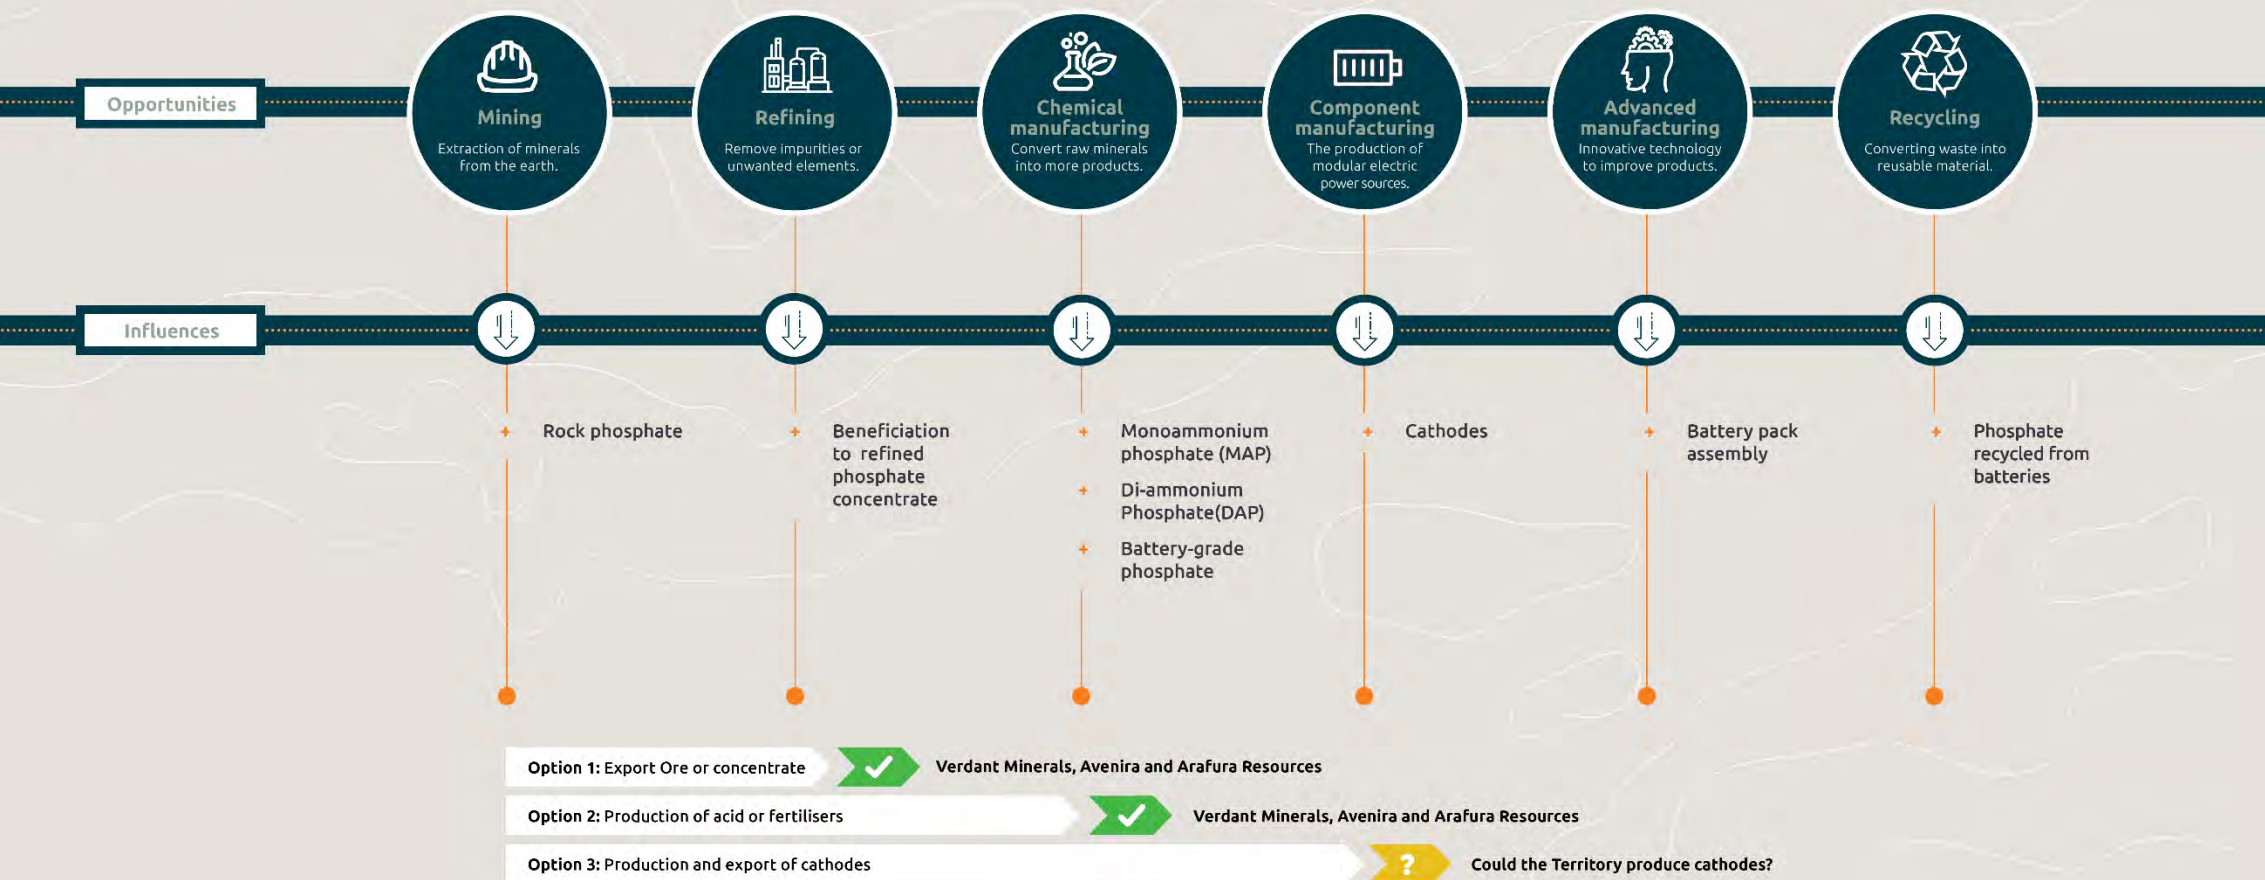 Opportunities
Mining
Extraction of minerals
from the earth.
Refining
Remove impurities or
unwanted elements.
Chemical
manufacturing
Convert raw minerals
into more products.
Component
manufacturing
The production of
modular electric
power sources.
Advanced
manufacturing
Innovative technology
to improve products.
Recycling
Converting waste into
reusable material.
Influences
+ Rock phosphate
+ Beneficiation
to refined
phosphate
concentrate
+ Monoammonium
phosphate (MAP)
+ Di-ammonium
Phosphate(DAP)
+ Battery-grade
phosphate
+ Cathodes
+ Battery pack
assembly
+ Phosphate
recycled from
batteries
Option 1: Export Ore or concentrate
Verdant Minerals, Avenira and Arafura Resources
Option 2: Production of acid or fertilisers
Verdant Minerals, Avenira and Arafura Resources
Option 3: Production and export of cathodes
? Could the Territory produce cathodes?